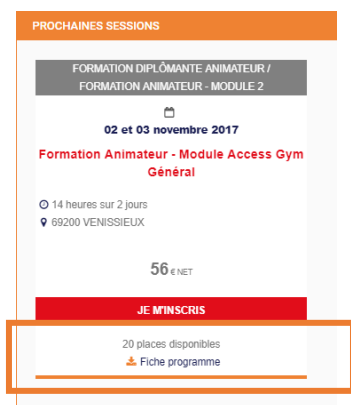 PROCHAINES SESSIONS
FORMATION DIPLÔMANTE ANIMATEUR /
FORMATION ANIMATEUR - MODULE 2
02 et 03 novembre 2017
Formation Animateur - Module Access Gym
Général
14 heures sur 2 jours
69200 VENISSIEUX
56 € NET
JE M'INSCRIS
20 places disponibles
Fiche programme